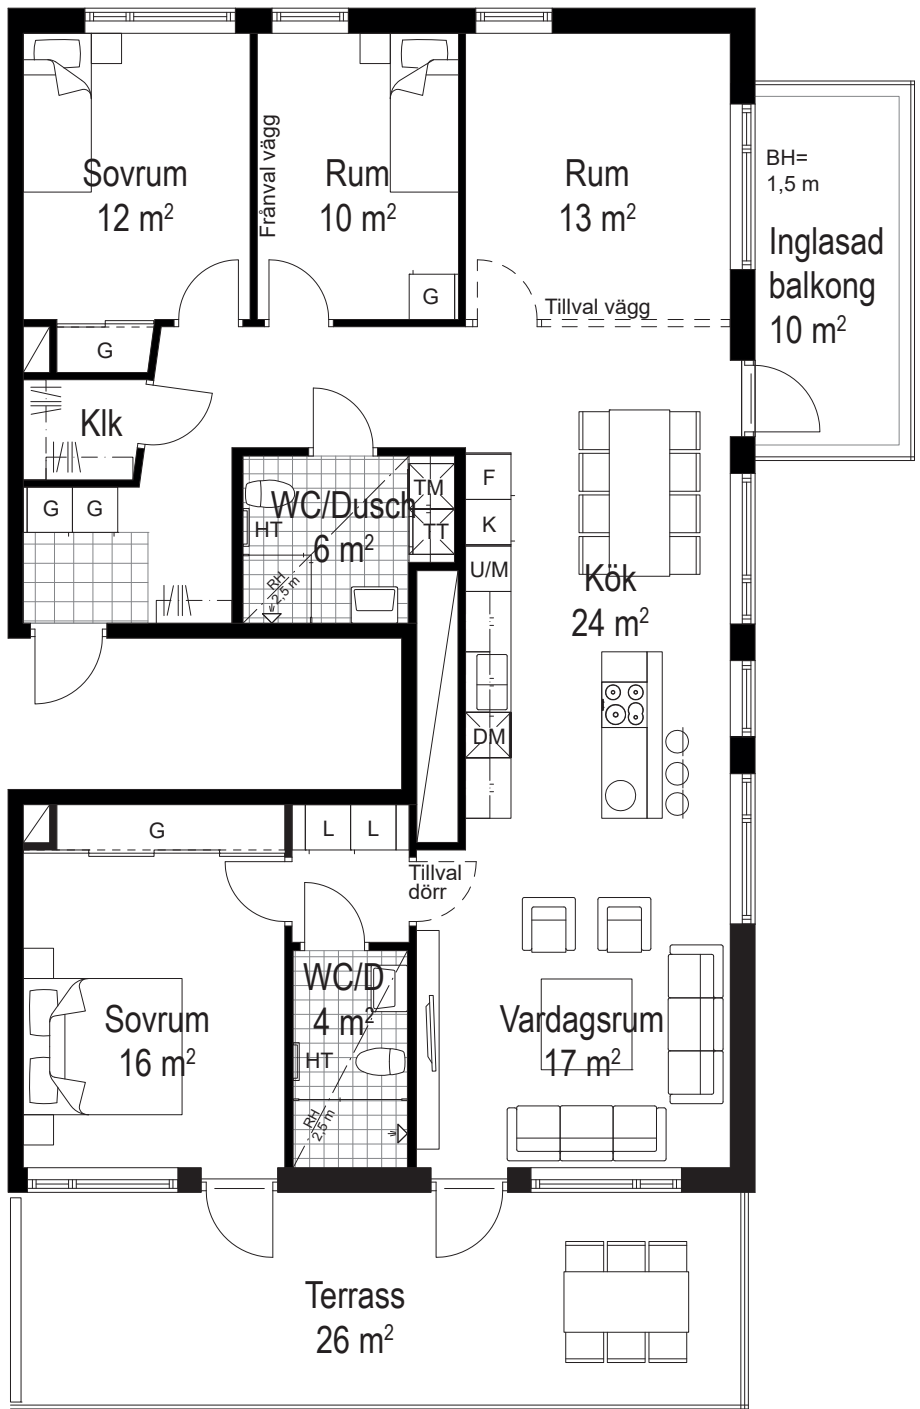 Sovrum
12 m²
Frånval vägg
Rum
10 m²
G
Rum
13 m²
Tillval vägg
BH=
1,5 m
Inglasad
balkong
10 m²
G
Klk
G G
WC/Dusch
6 m²
HT
RH
2,5 m
TM
TT
F
K
U/M
DM
Kök
24 m²
G
L L
Tillval
dörr
Sovrum
16 m²
WC/D
4 m²
HT
RH
2,5 m
Vardagsrum
17 m²
Terrass
26 m²